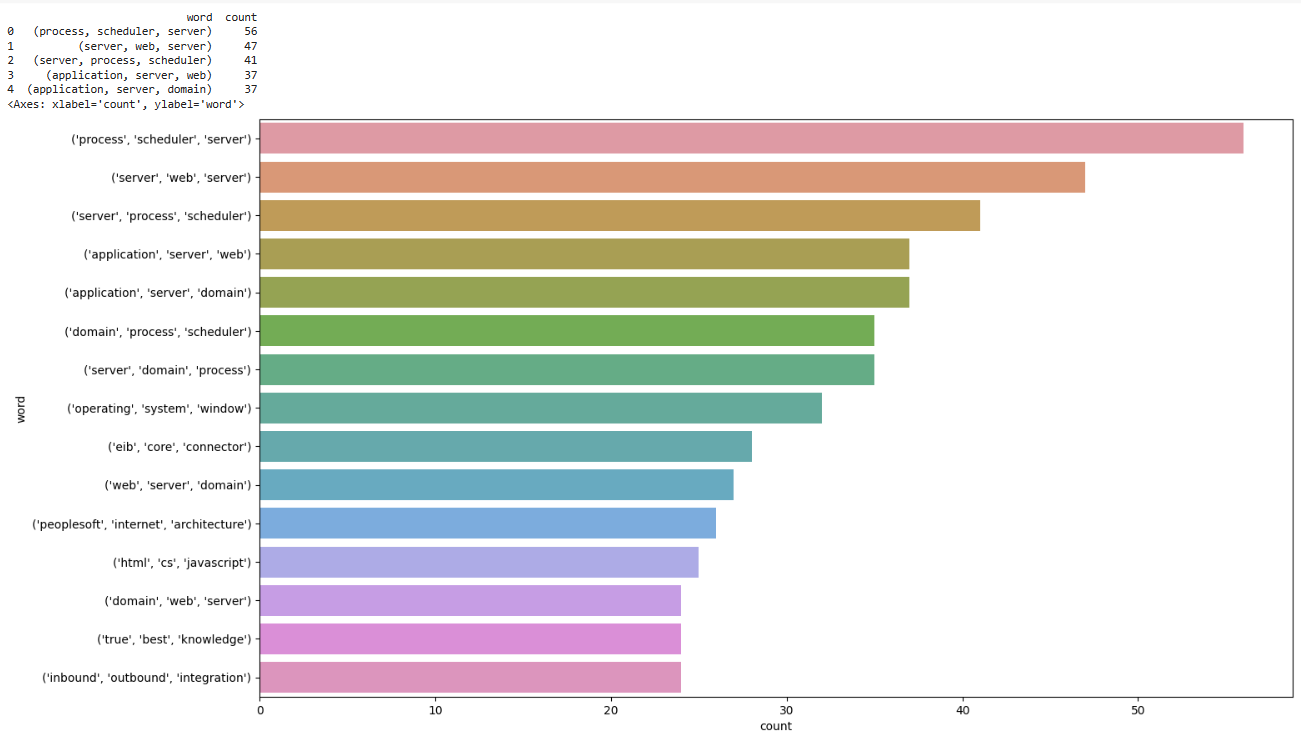 word count
0 (process, scheduler, server) 56
1 (server, web, server) 47
2 (server, process, scheduler) 41
3 (application, server, web) 37
4 (application, server, domain) 37
<Axes: xlabel='count', ylabel='word'>
('process', 'scheduler', 'server')
('server', 'web', 'server')
('server', 'process', 'scheduler')
('application', 'server', 'web')
('application', 'server', 'domain')
('domain', 'process', 'scheduler')
('server', 'domain', 'process')
('operating', 'system', 'window')
('eib', 'core', 'connector')
('web', 'server', 'domain')
('peoplesoft', 'internet', 'architecture')
('html', 'cs', 'javascript')
('domain', 'web', 'server')
('true', 'best', 'knowledge')
('inbound', 'outbound', 'integration')
word
0 10 20 30 40 50
count